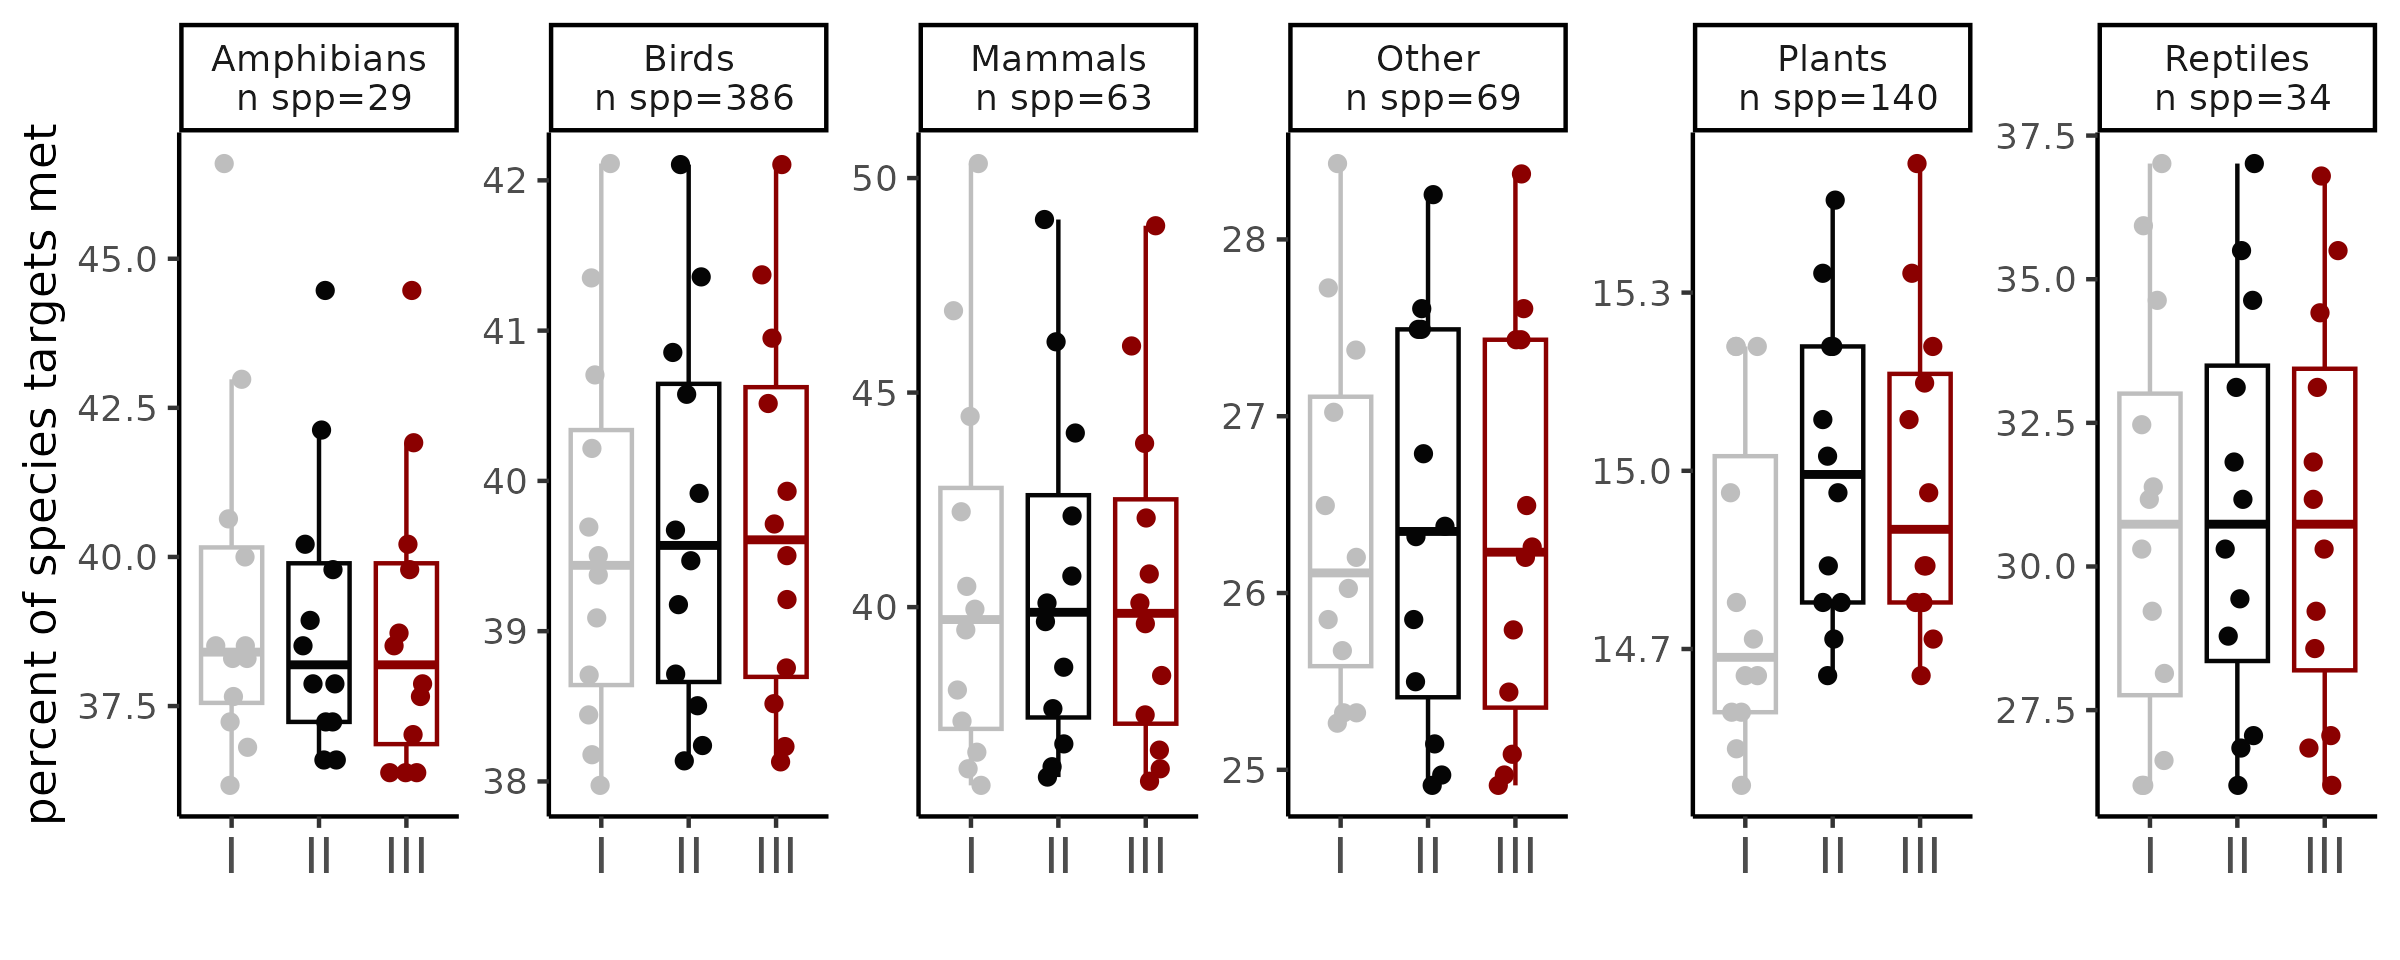 percent of species targets met
Amphibians
n spp=29
45.0
42.5
40.0
37.5
I II III
Birds
n spp=386
42
41
40
39
38
I II III
Mammals
n spp=63
50
45
40
I II III
Other
n spp=69
28
27
26
25
I II III
Plants
n spp=140
15.3
15.0
14.7
I II III
Reptiles
n spp=34
37.5
35.0
32.5
30.0
27.5
I II III